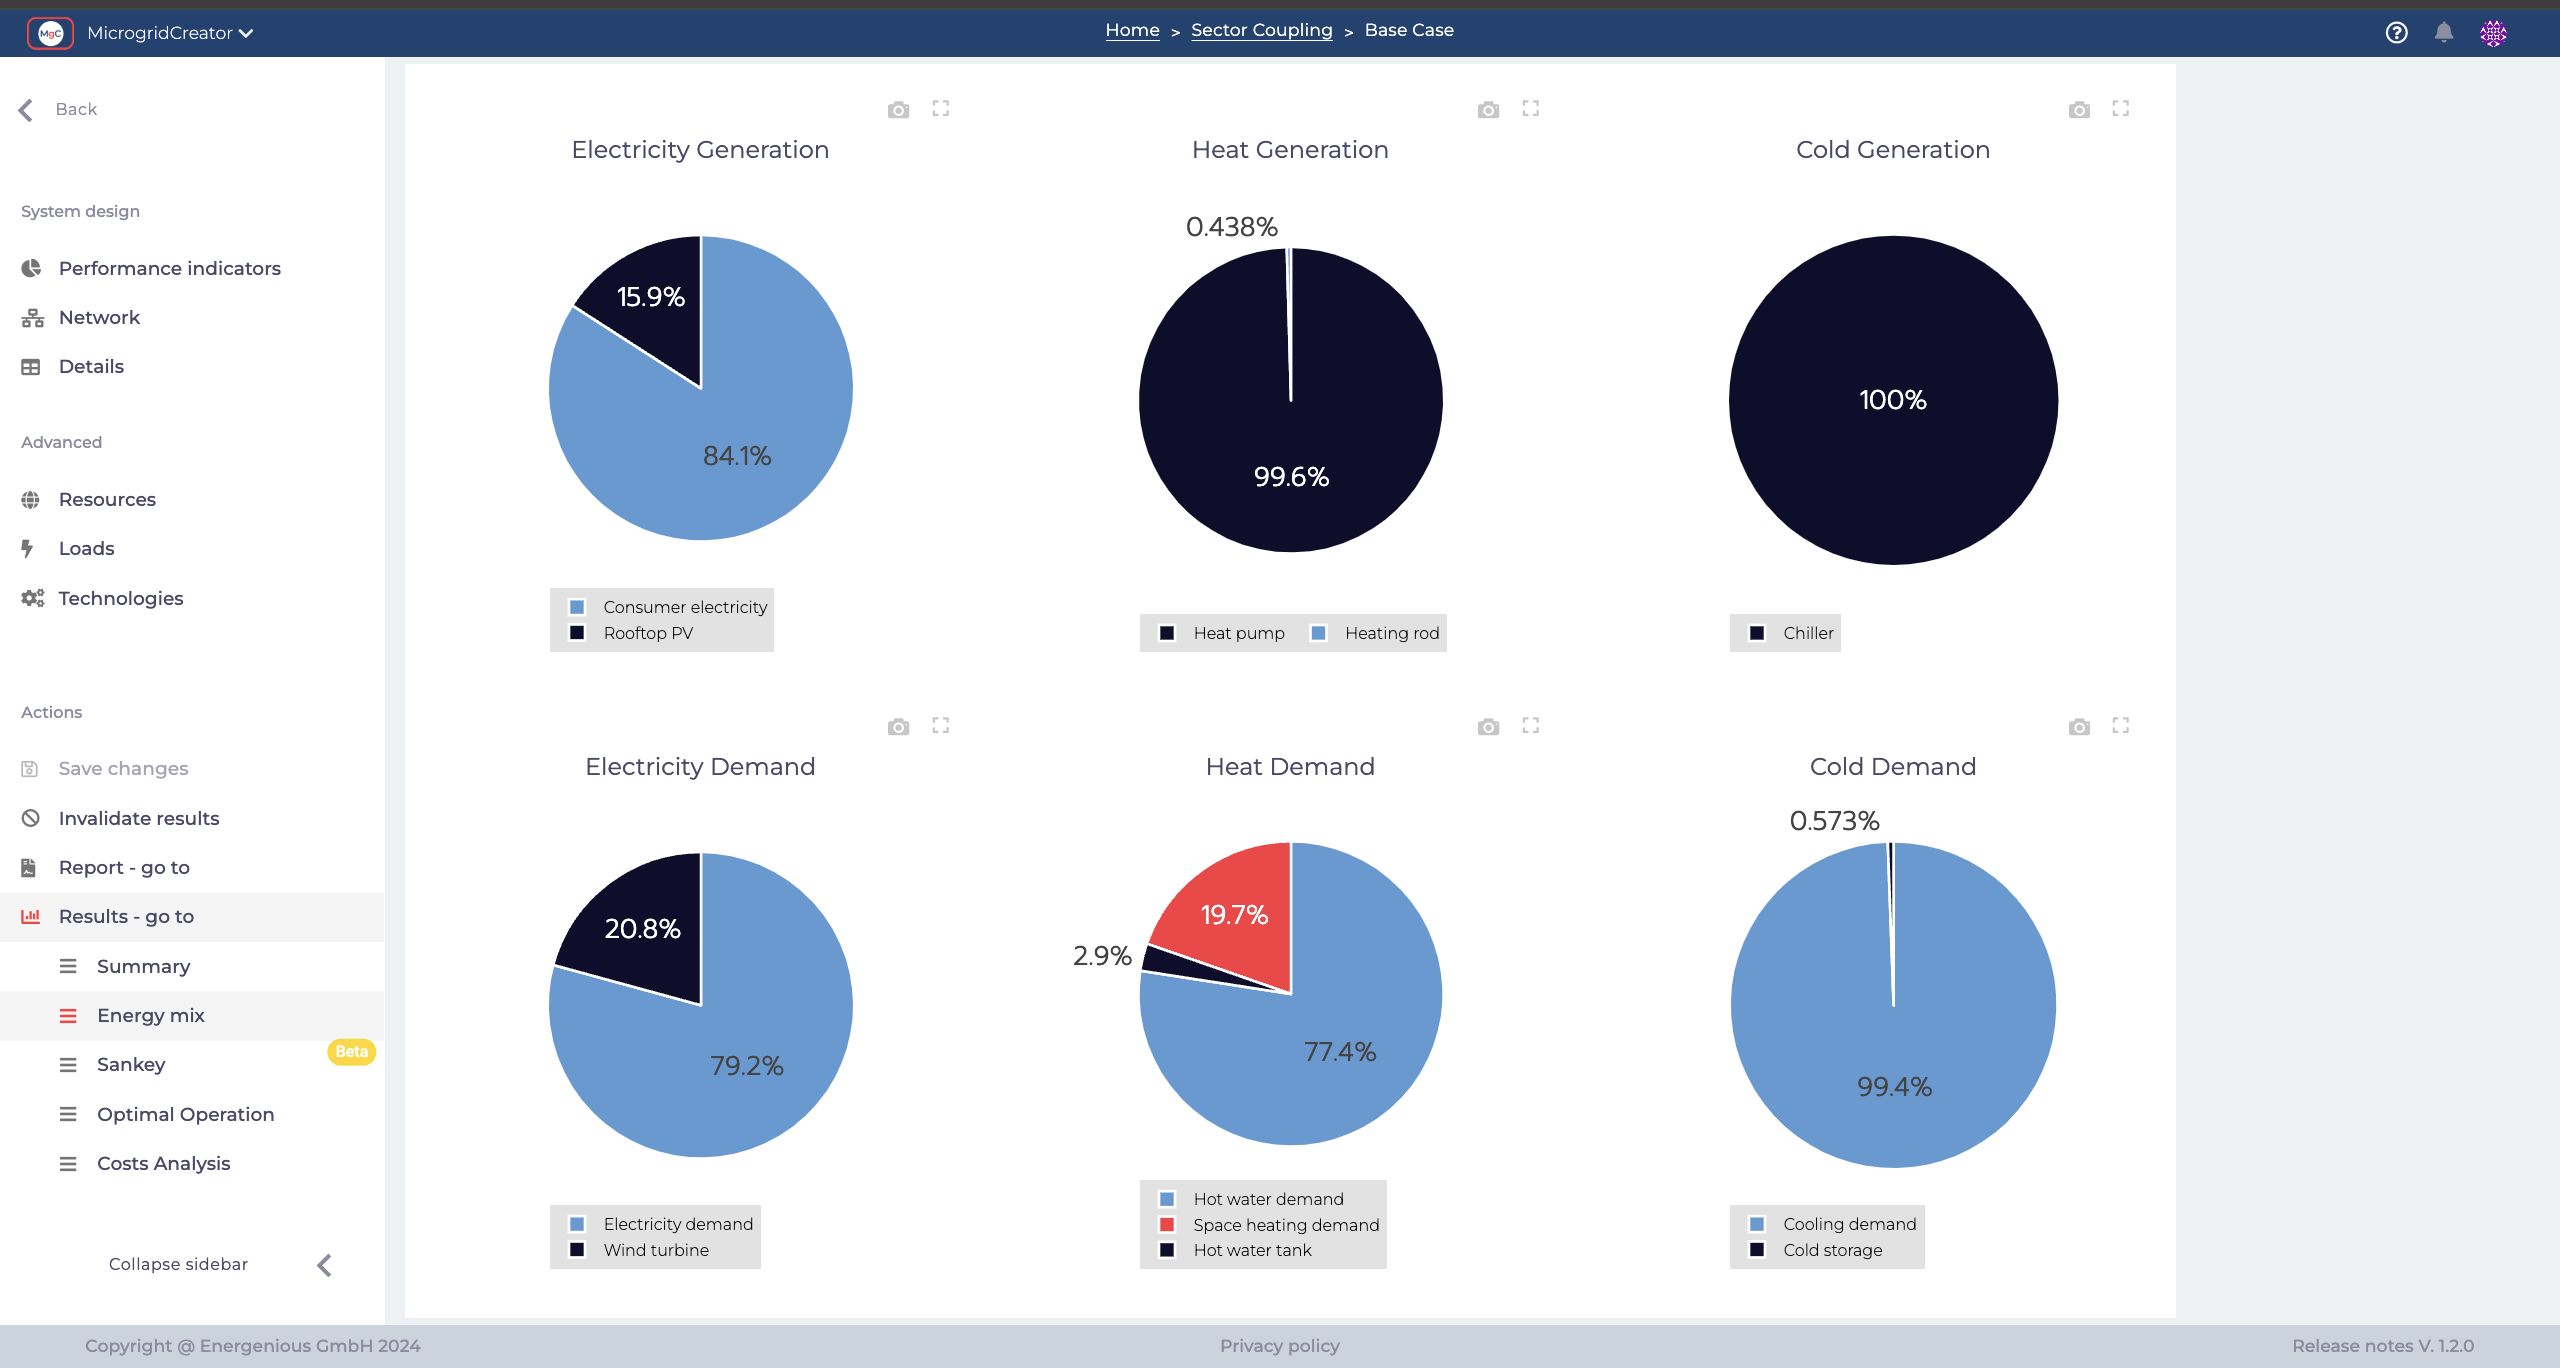 MgC
MicrogridCreator
Home > Sector Coupling > Base Case
Back
System design
Performance indicators
Network
Details
Advanced
Resources
Loads
Technologies
Actions
Save changes
Invalidate results
Report - go to
Results - go to
Summary
Energy mix
Beta
Sankey
Optimal Operation
Costs Analysis
Collapse sidebar
Electricity Generation
15.9%
84.1%
Consumer electricity
Rooftop PV
Heat Generation
0.438%
99.6%
Heat pump Heating rod
Cold Generation
100%
Chiller
Electricity Demand
20.8%
79.2%
Electricity demand
Wind turbine
Heat Demand
19.7%
2.9%
77.4%
Hot water demand
Space heating demand
Hot water tank
Cold Demand
0.573%
99.4%
Cooling demand
Cold storage
Copyright @ Energenious GmbH 2024
Privacy policy
Release notes V. 1.2.0